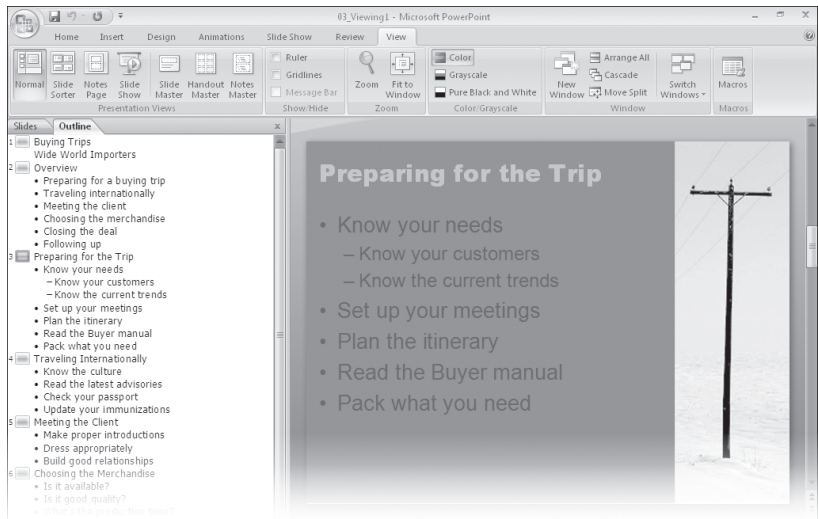 03_Viewing1 - Microsoft PowerPoint
Home Insert Design Animations Slide Show Review View
Normal
Slide Sorter
Notes Page
Slide Show
Slide Master
Handout Master
Notes Master
Presentation Views
Ruler
Gridlines
Message Bar
Show/Hide
Zoom
Fit to Window
Zoom
Color
Grayscale
Pure Black and White
Color/Grayscale
New Window
Arrange All
Cascade
Move Split
Switch Windows
Window
Macros
Macros
Slides Outline x
1 Buying Trips
Wide World Importers
2 Overview
• Preparing for a buying trip
• Traveling internationally
• Meeting the client
• Choosing the merchandise
• Closing the deal
• Following up
3 Preparing for the Trip
• Know your needs
– Know your customers
– Know the current trends
• Set up your meetings
• Plan the itinerary
• Read the Buyer manual
• Pack what you need
4 Traveling Internationally
• Know the culture
• Read the latest advisories
• Check your passport
• Update your immunizations
5 Meeting the Client
• Make proper introductions
• Dress appropriately
• Build good relationships
6 Choosing the Merchandise
• Is it available?
• Is it good quality?
• What's the production time?
Preparing for the Trip
• Know your needs
– Know your customers
– Know the current trends
• Set up your meetings
• Plan the itinerary
• Read the Buyer manual
• Pack what you need